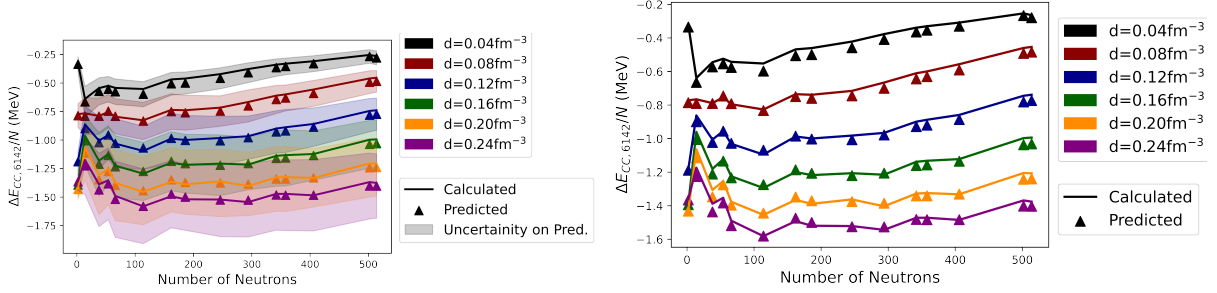 ΔE_{CC, 6142}/N (MeV)
−0.25
−0.50
−0.75
−1.00
−1.25
−1.50
−1.75
0
100
200
300
400
500
Number of Neutrons
d=0.04fm⁻³
d=0.08fm⁻³
d=0.12fm⁻³
d=0.16fm⁻³
d=0.20fm⁻³
d=0.24fm⁻³
Calculated
Predicted
Uncertainity on Pred.
ΔE_{CC, 6142}/N (MeV)
−0.2
−0.4
−0.6
−0.8
−1.0
−1.2
−1.4
−1.6
0
100
200
300
400
500
Number of Neutrons
d=0.04fm⁻³
d=0.08fm⁻³
d=0.12fm⁻³
d=0.16fm⁻³
d=0.20fm⁻³
d=0.24fm⁻³
Calculated
Predicted